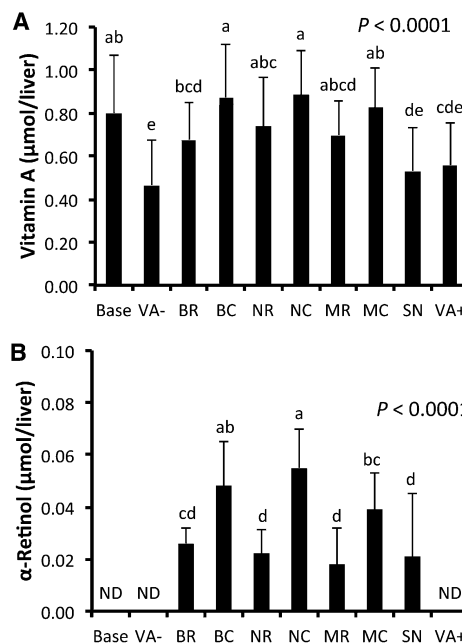 A
P < 0.0001
Vitamin A (µmol/liver)
1.20
1.00
0.80
0.60
0.40
0.20
0.00
ab
e
bcd
a
abc
a
abcd
ab
de
cde
Base VA- BR BC NR NC MR MC SN VA+
B
P < 0.0001
α-Retinol (µmol/liver)
0.10
0.08
0.06
0.04
0.02
0.00
ND
ND
cd
ab
d
a
d
bc
d
ND
Base VA- BR BC NR NC MR MC SN VA+